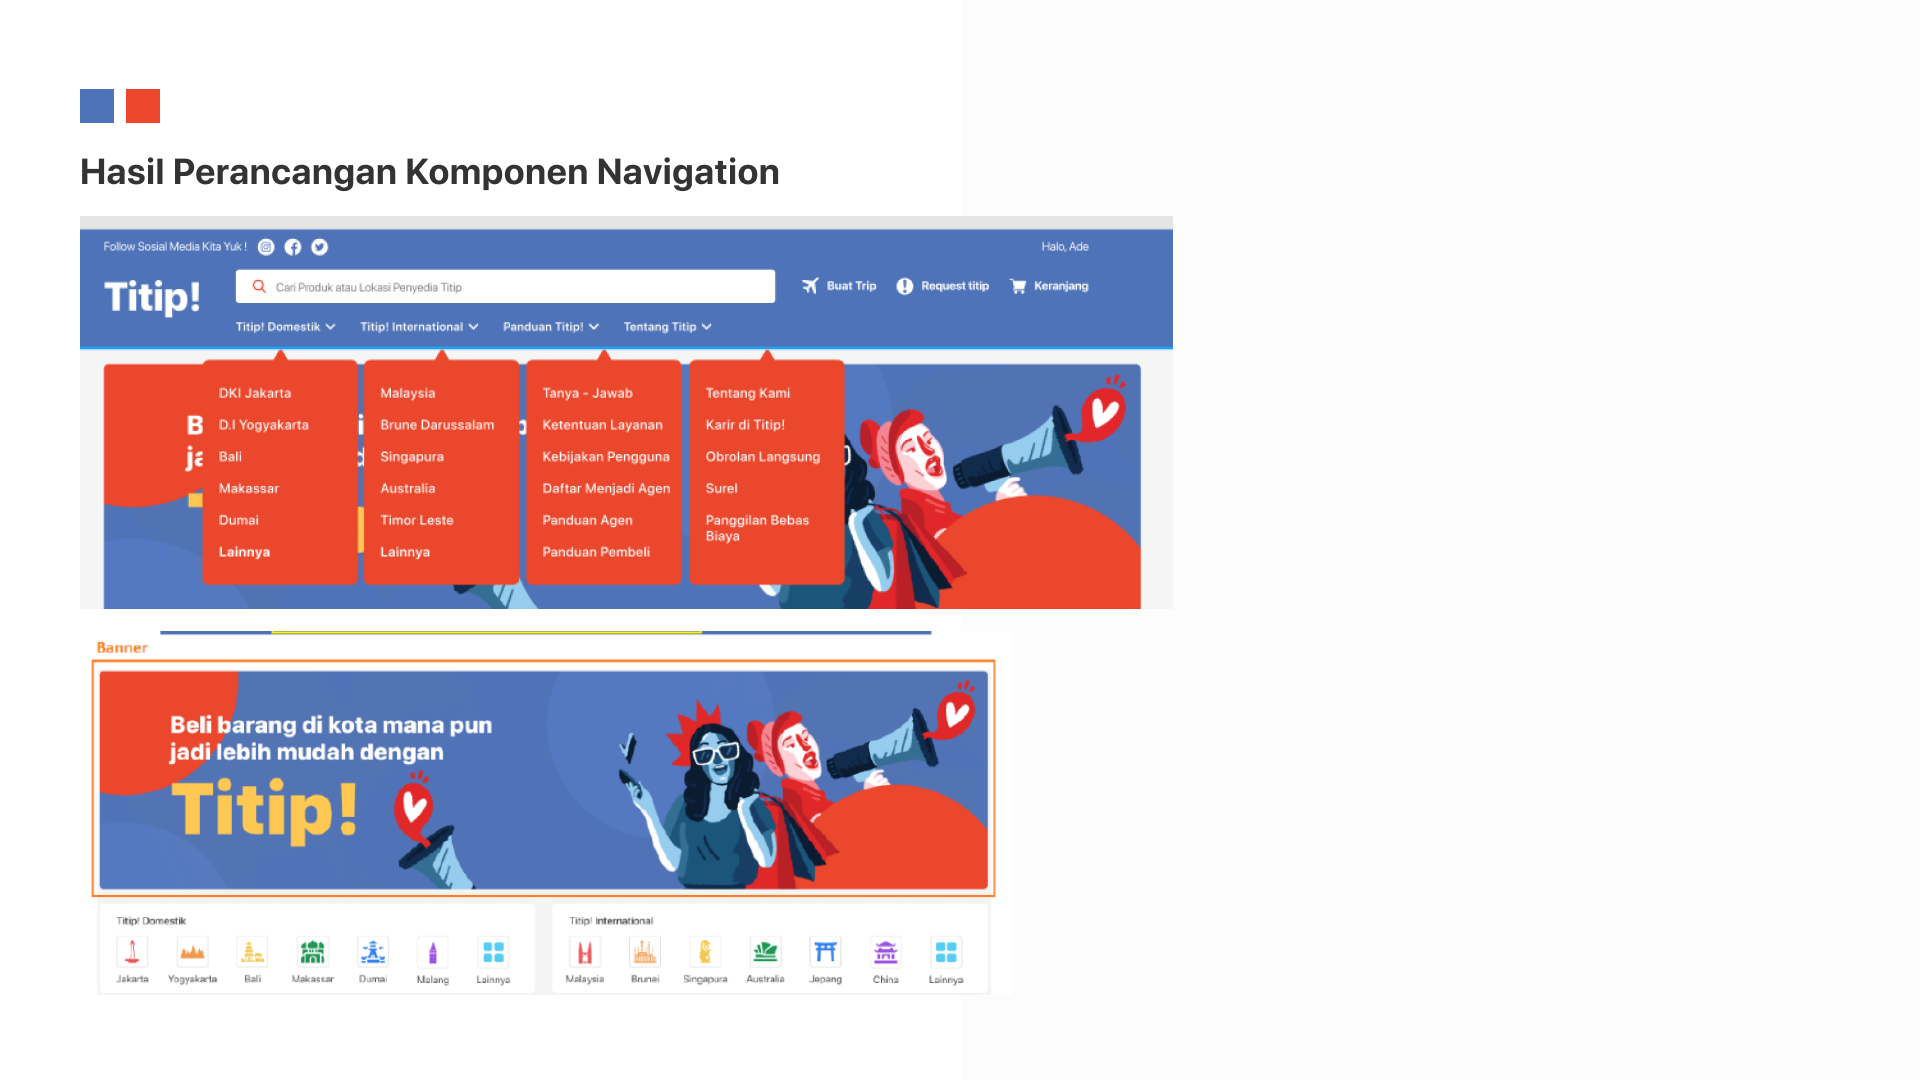 Hasil Perancangan Komponen Navigation
Follow Sosial Media Kita Yuk !
Halo, Ade
Titip!
Cari Produk atau Lokasi Penyedia Titip
Buat Trip
Request titip
Keranjang
Titip! Domestik
Titip! International
Panduan Titip!
Tentang Titip
DKI Jakarta
D.I Yogyakarta
Bali
Makassar
Dumai
Lainnya
Malaysia
Brune Darussalam
Singapura
Australia
Timor Leste
Lainnya
Tanya - Jawab
Ketentuan Layanan
Kebijakan Pengguna
Daftar Menjadi Agen
Panduan Agen
Panduan Pembeli
Tentang Kami
Karir di Titip!
Obrolan Langsung
Surel
Panggilan Bebas
Biaya
Banner
Beli barang di kota mana pun
jadi lebih mudah dengan
Titip!
Titip! Domestik
Jakarta
Yogyakarta
Bali
Makassar
Dumai
Malang
Lainnya
Titip! International
Malaysia
Brunei
Singapura
Australia
Jepang
China
Lainnya